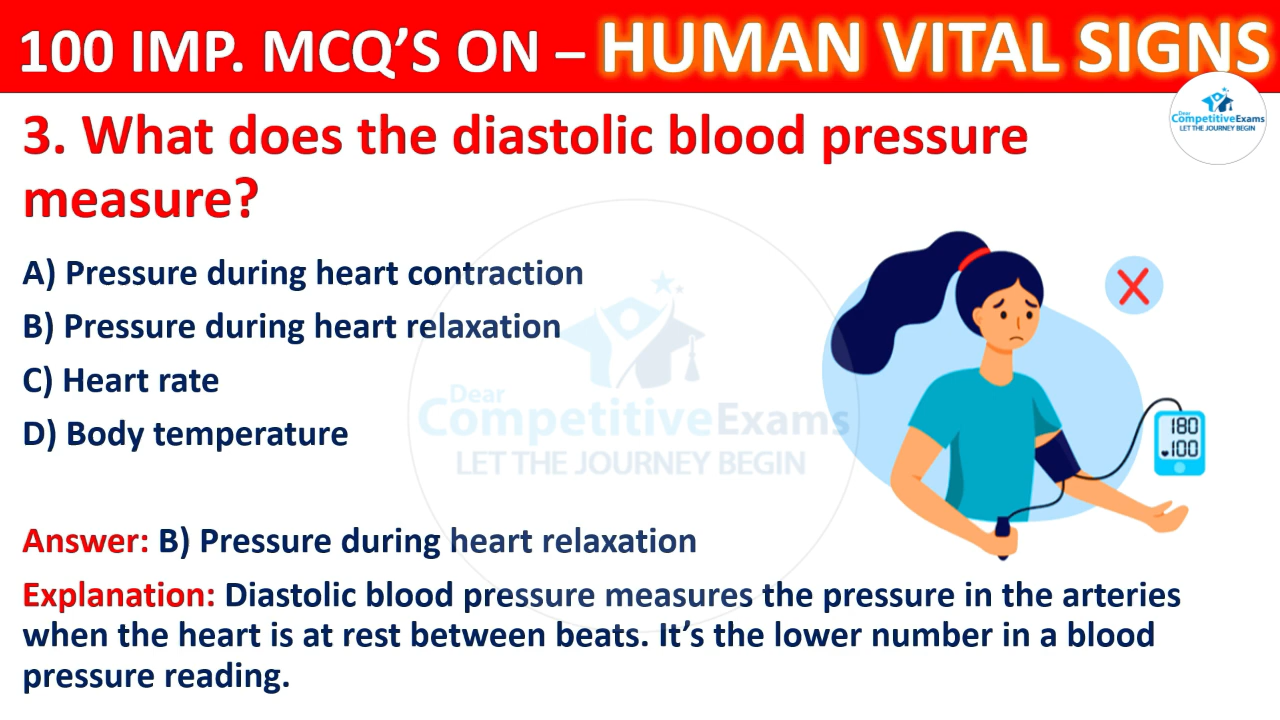 100 IMP. MCQ'S ON – HUMAN VITAL SIGNS
Dear
CompetitiveExams
LET THE JOURNEY BEGIN
3. What does the diastolic blood pressure
measure?
A) Pressure during heart contraction
B) Pressure during heart relaxation
C) Heart rate
D) Body temperature
Dear
CompetitiveExams
LET THE JOURNEY BEGIN
180
100
Answer: B) Pressure during heart relaxation
Explanation: Diastolic blood pressure measures the pressure in the arteries
when the heart is at rest between beats. It's the lower number in a blood
pressure reading.